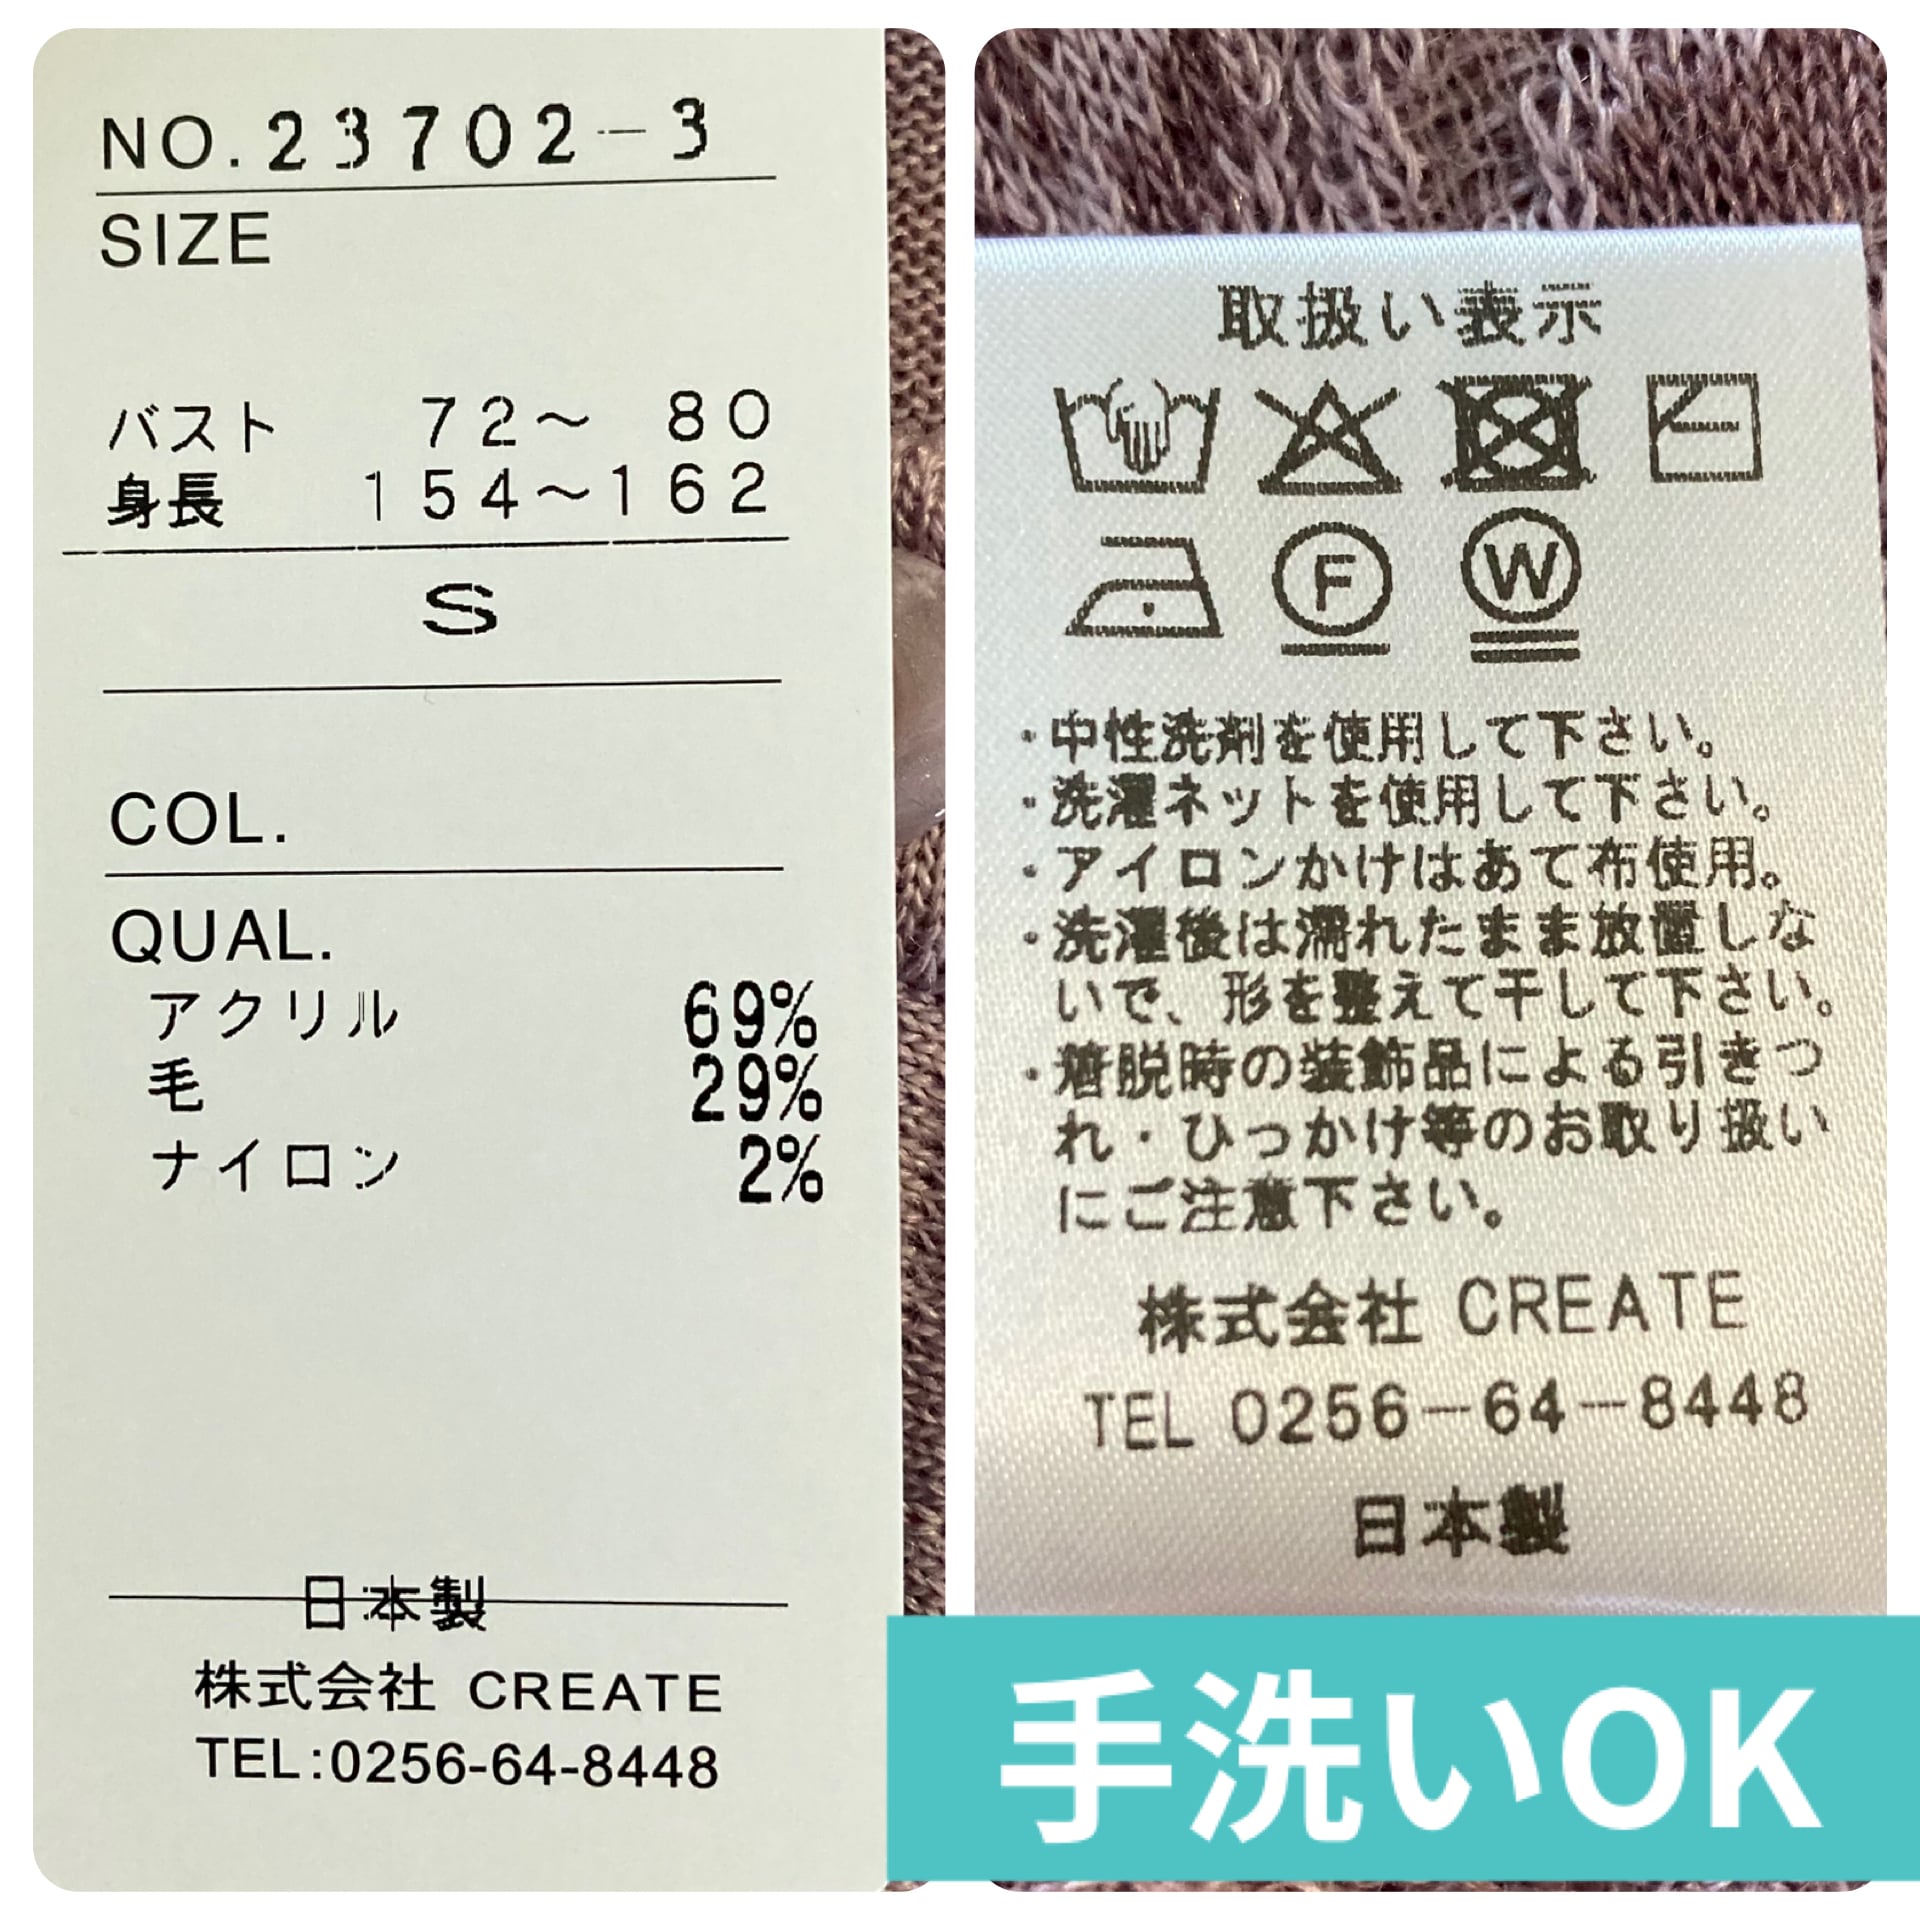 NO.23702-3
SIZE
バスト 72～ 80
身長 154～162
S
COL.
QUAL.
アクリル 69%
毛 29%
ナイロン 2%
日本製
株式会社 CREATE
TEL:0256-64-8448
取扱い表示
F W
・中性洗剤を使用して下さい。
・洗濯ネットを使用して下さい。
・アイロンかけはあて布使用。
・洗濯後は濡れたまま放置しな
いで、形を整えて干して下さい。
・着脱時の装飾品による引きつ
れ・ひっかけ等のお取り扱い
にご注意下さい。
株式会社 CREATE
TEL 0256-64-8448
日本製
手洗いOK